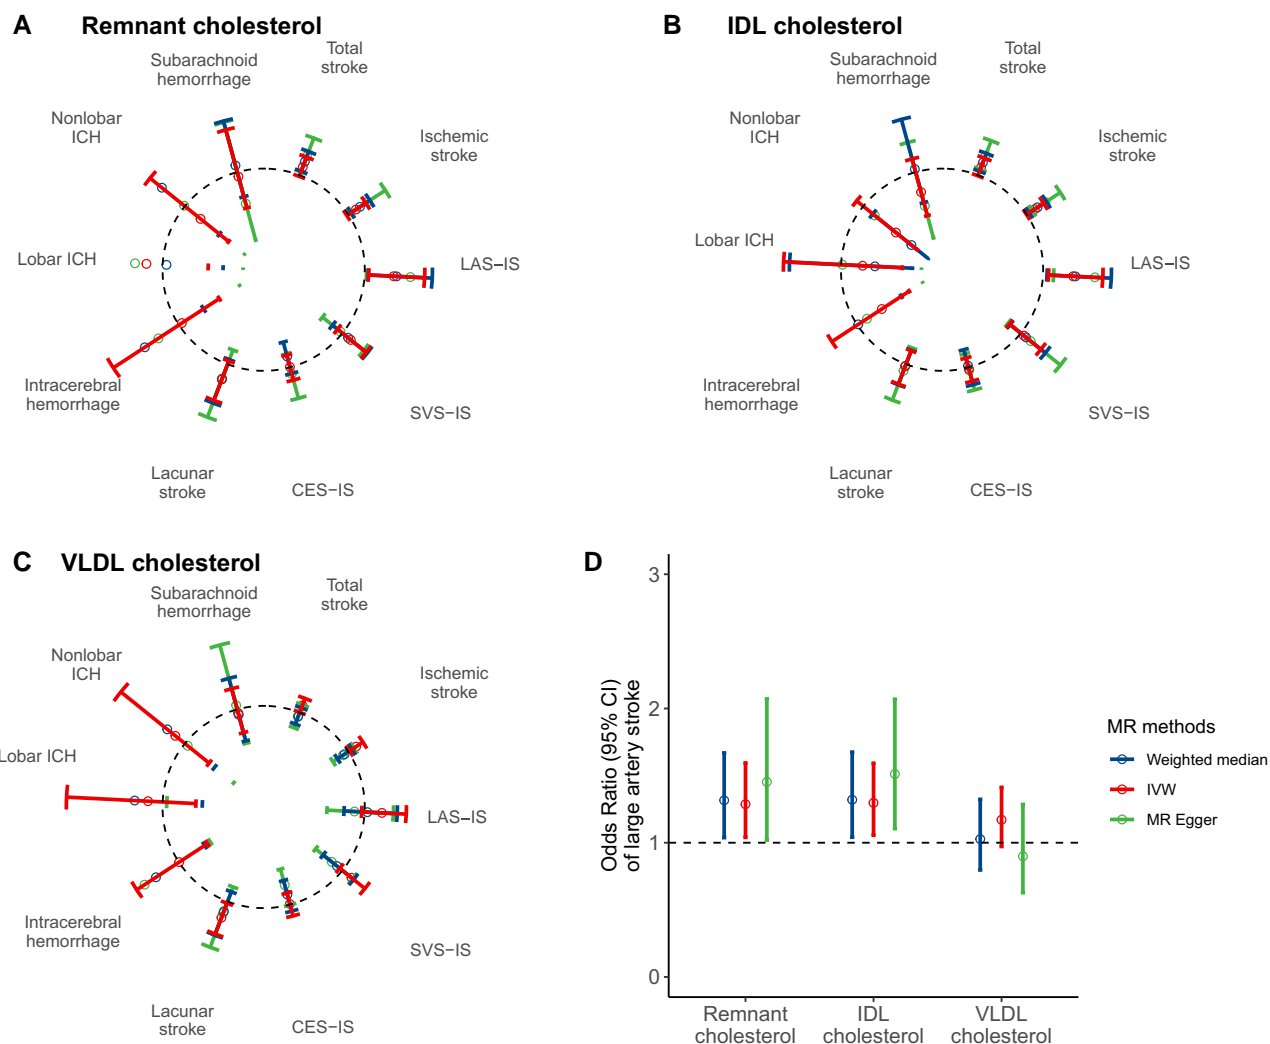 A Remnant cholesterol
Subarachnoid
hemorrhage
Total
stroke
Nonlobar
ICH
Ischemic
stroke
Lobar ICH
LAS−IS
Intracerebral
hemorrhage
SVS−IS
Lacunar
stroke
CES−IS
B IDL cholesterol
Subarachnoid
hemorrhage
Total
stroke
Nonlobar
ICH
Ischemic
stroke
Lobar ICH
LAS−IS
Intracerebral
hemorrhage
SVS−IS
Lacunar
stroke
CES−IS
C VLDL cholesterol
Subarachnoid
hemorrhage
Total
stroke
Nonlobar
ICH
Ischemic
stroke
Lobar ICH
LAS−IS
Intracerebral
hemorrhage
SVS−IS
Lacunar
stroke
CES−IS
D
Odds Ratio (95% CI)
of large artery stroke
3
2
1
0
Remnant
cholesterol
IDL
cholesterol
VLDL
cholesterol
MR methods
Weighted median
IVW
MR Egger